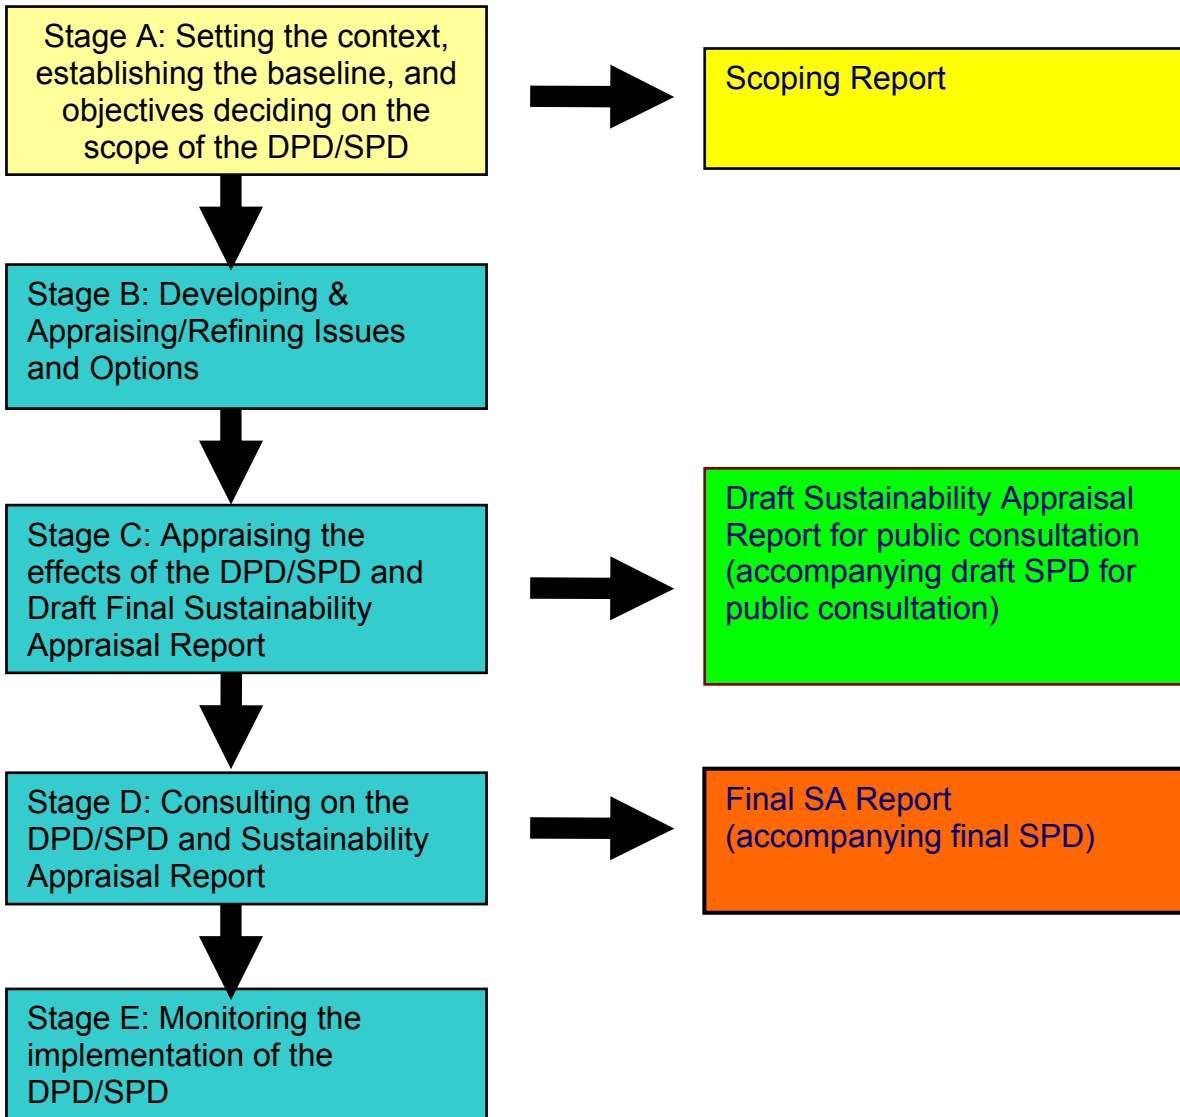 Stage A: Setting the context,
establishing the baseline, and
objectives deciding on the
scope of the DPD/SPD
Scoping Report
Stage B: Developing &
Appraising/Refining Issues
and Options
Stage C: Appraising the
effects of the DPD/SPD and
Draft Final Sustainability
Appraisal Report
Draft Sustainability Appraisal
Report for public consultation
(accompanying draft SPD for
public consultation)
Stage D: Consulting on the
DPD/SPD and Sustainability
Appraisal Report
Final SA Report
(accompanying final SPD)
Stage E: Monitoring the
implementation of the
DPD/SPD